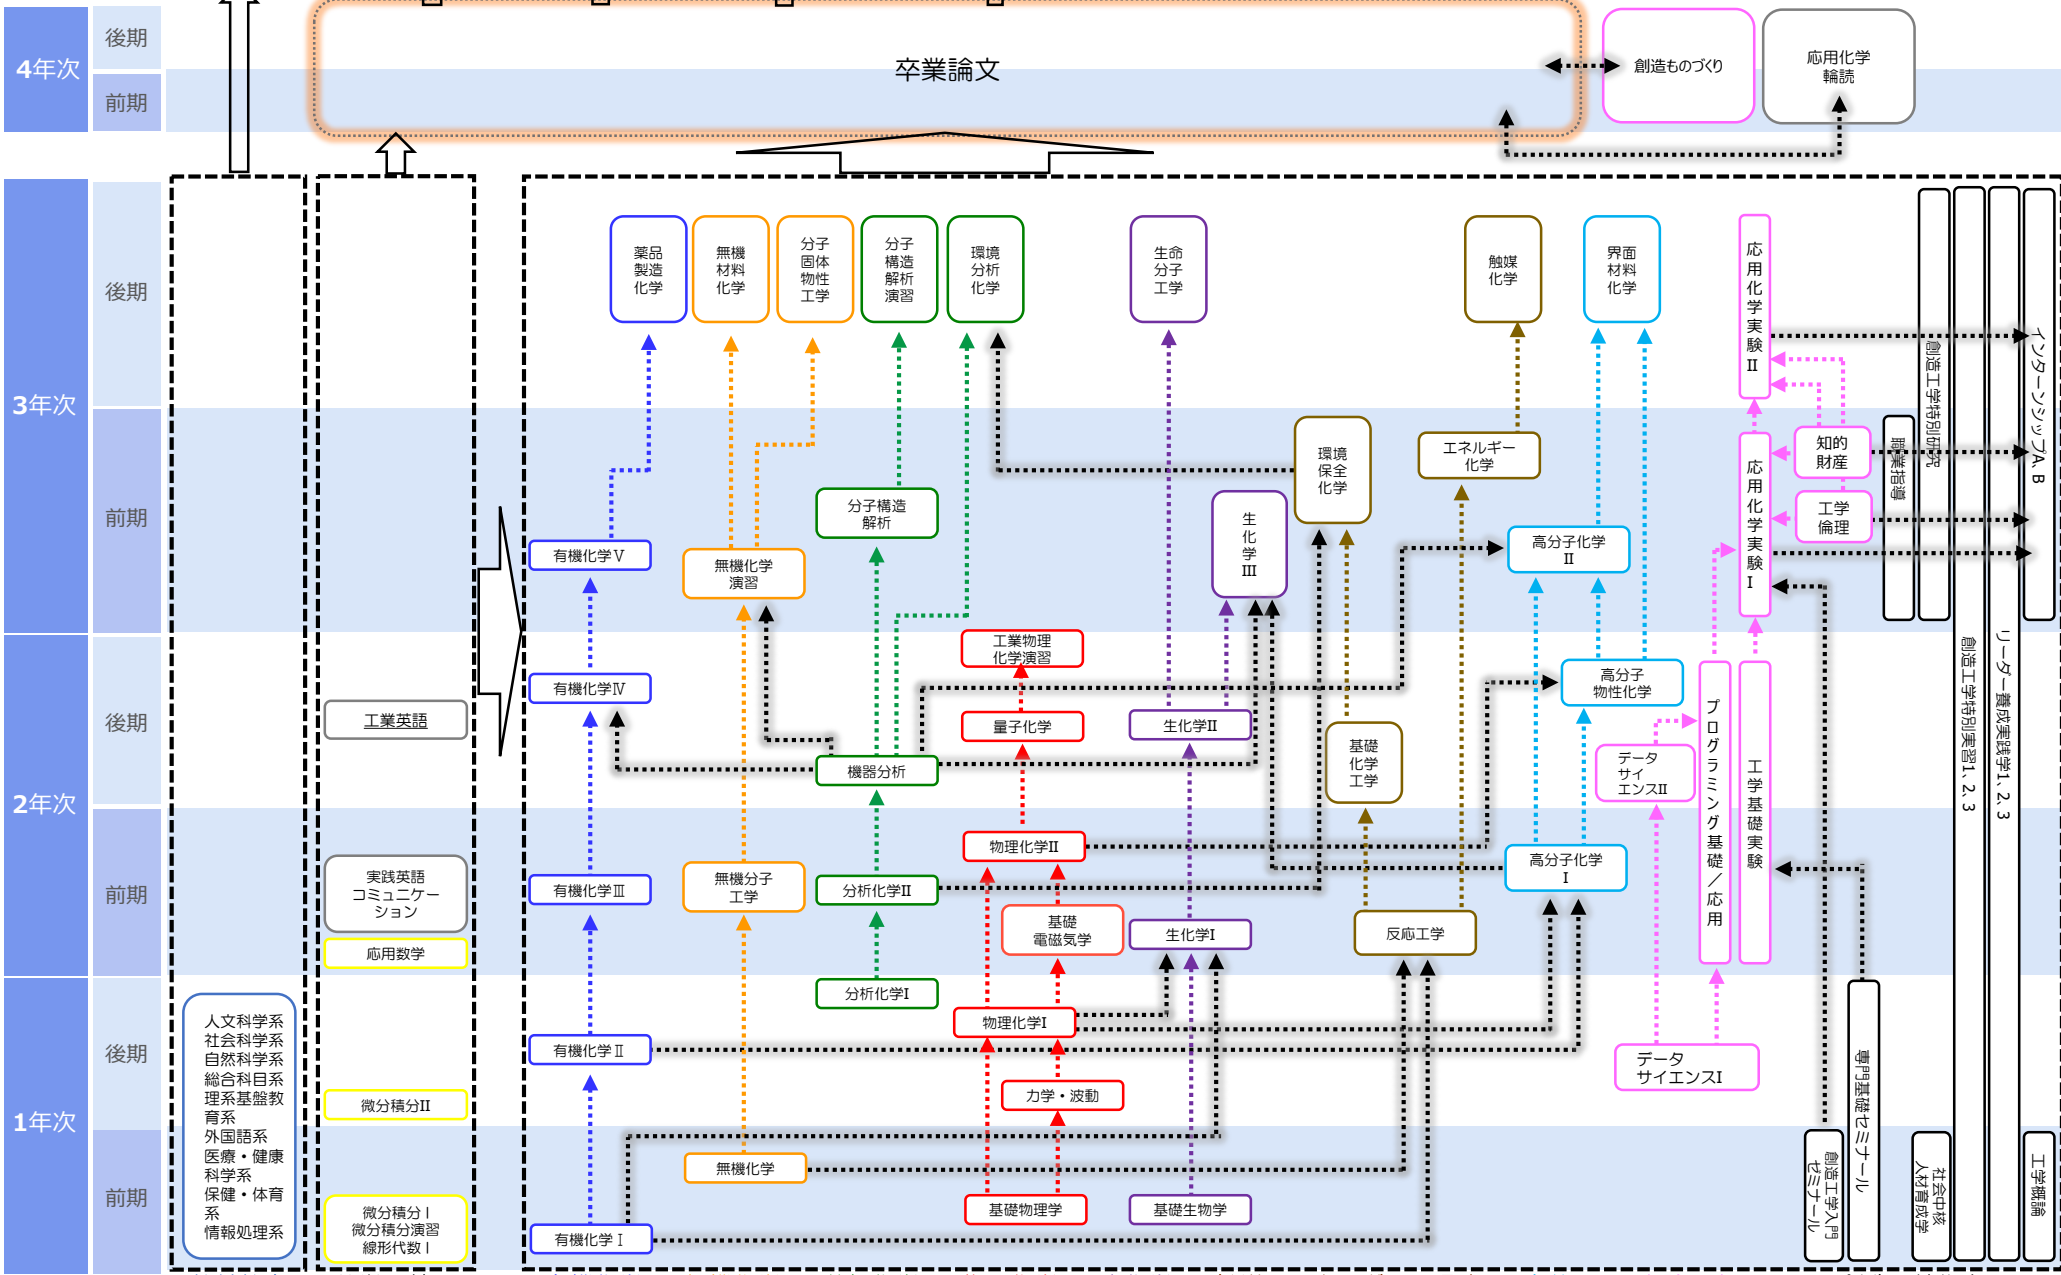 4年次
後期
前期
卒業論文
創造ものづくり
応用化学
輪読
3年次
後期
前期
薬品
製造
化学
無機
材料
化学
分子
固体
物性
工学
分子
構造
解析
演習
環境
分析
化学
生命
分子
工学
触媒
化学
界面
材料
化学
応用化学実験II
創造工学特別研究
インターンシップA、B
職業指導
環境
保全
化学
エネルギー
化学
知的
財産
工学
倫理
応用化学実験I
分子構造
解析
生化学III
高分子化学
II
有機化学Ⅴ
無機化学
演習
2年次
後期
前期
工業物理
化学演習
創造工学特別実習1、2、3
リーダー養成実践学1、2、3
有機化学Ⅳ
高分子
物性化学
工業英語
量子化学
生化学II
基礎
化学
工学
データ
サイ
エンスII
プログラミング基礎／応用
工学基礎実験
機器分析
物理化学II
高分子化学
I
実践英語
コミュニケー
ション
有機化学Ⅲ
無機分子
工学
分析化学II
基礎
電磁気学
生化学I
反応工学
応用数学
1年次
後期
前期
分析化学I
人文科学系
社会科学系
自然科学系
総合科目系
理系基盤教
育系
外国語系
医療・健康
科学系
保健・体育
系
情報処理系
物理化学I
有機化学Ⅱ
データ
サイエンスI
専門基礎セミナール
微分積分II
力学・波動
無機化学
創造工学入門
ゼミナール
社会中核
人材育成学
工学概論
微分積分Ⅰ
微分積分演習
線形代数Ⅰ
基礎物理学
基礎生物学
有機化学Ⅰ